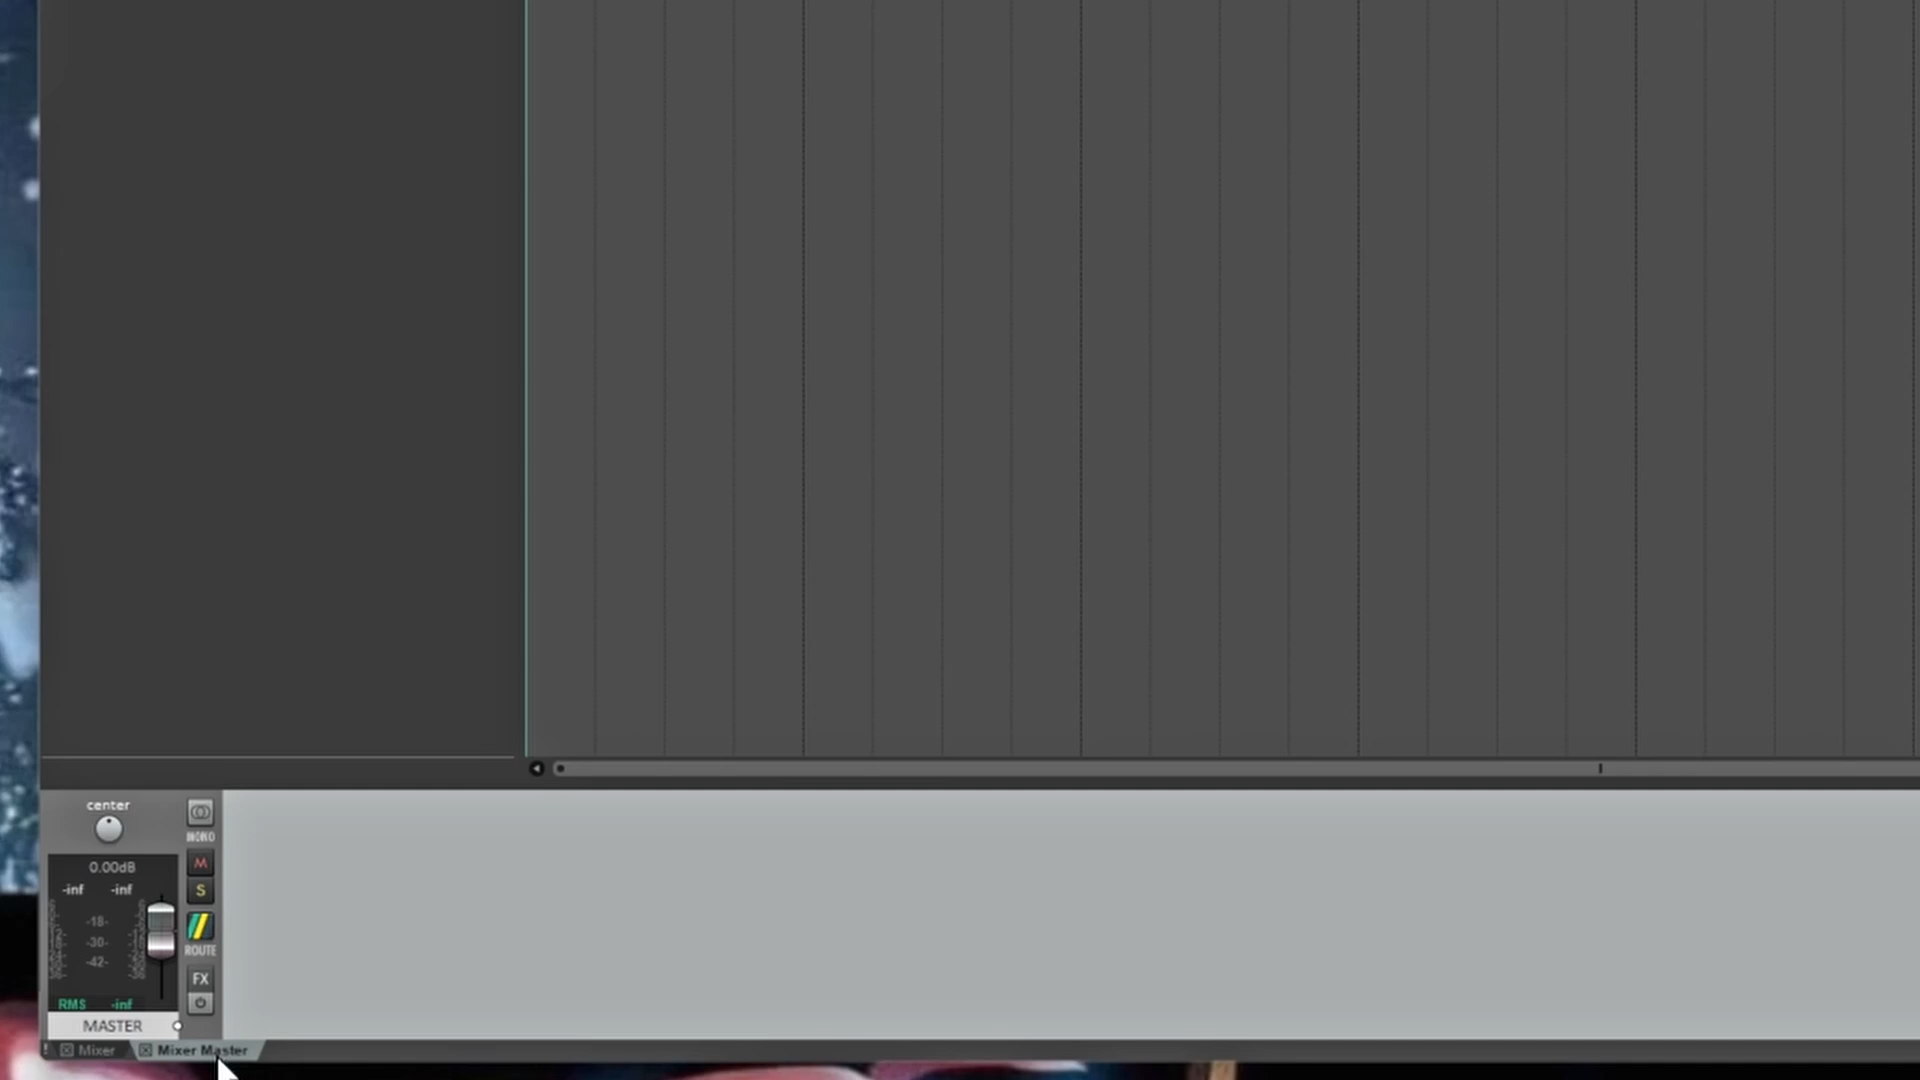 center
MONO
0.00dB
M
-inf -inf
S
-18-
-30-
ROUTE
-42-
FX
RMS -inf
MASTER
! Mixer Mixer Master